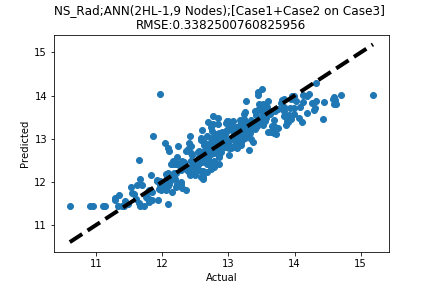 NS_Rad;ANN(2HL-1,9 Nodes);[Case1+Case2 on Case3]
RMSE:0.3382500760825956
15
14
13
12
11
Predicted
11
12
13
14
15
Actual